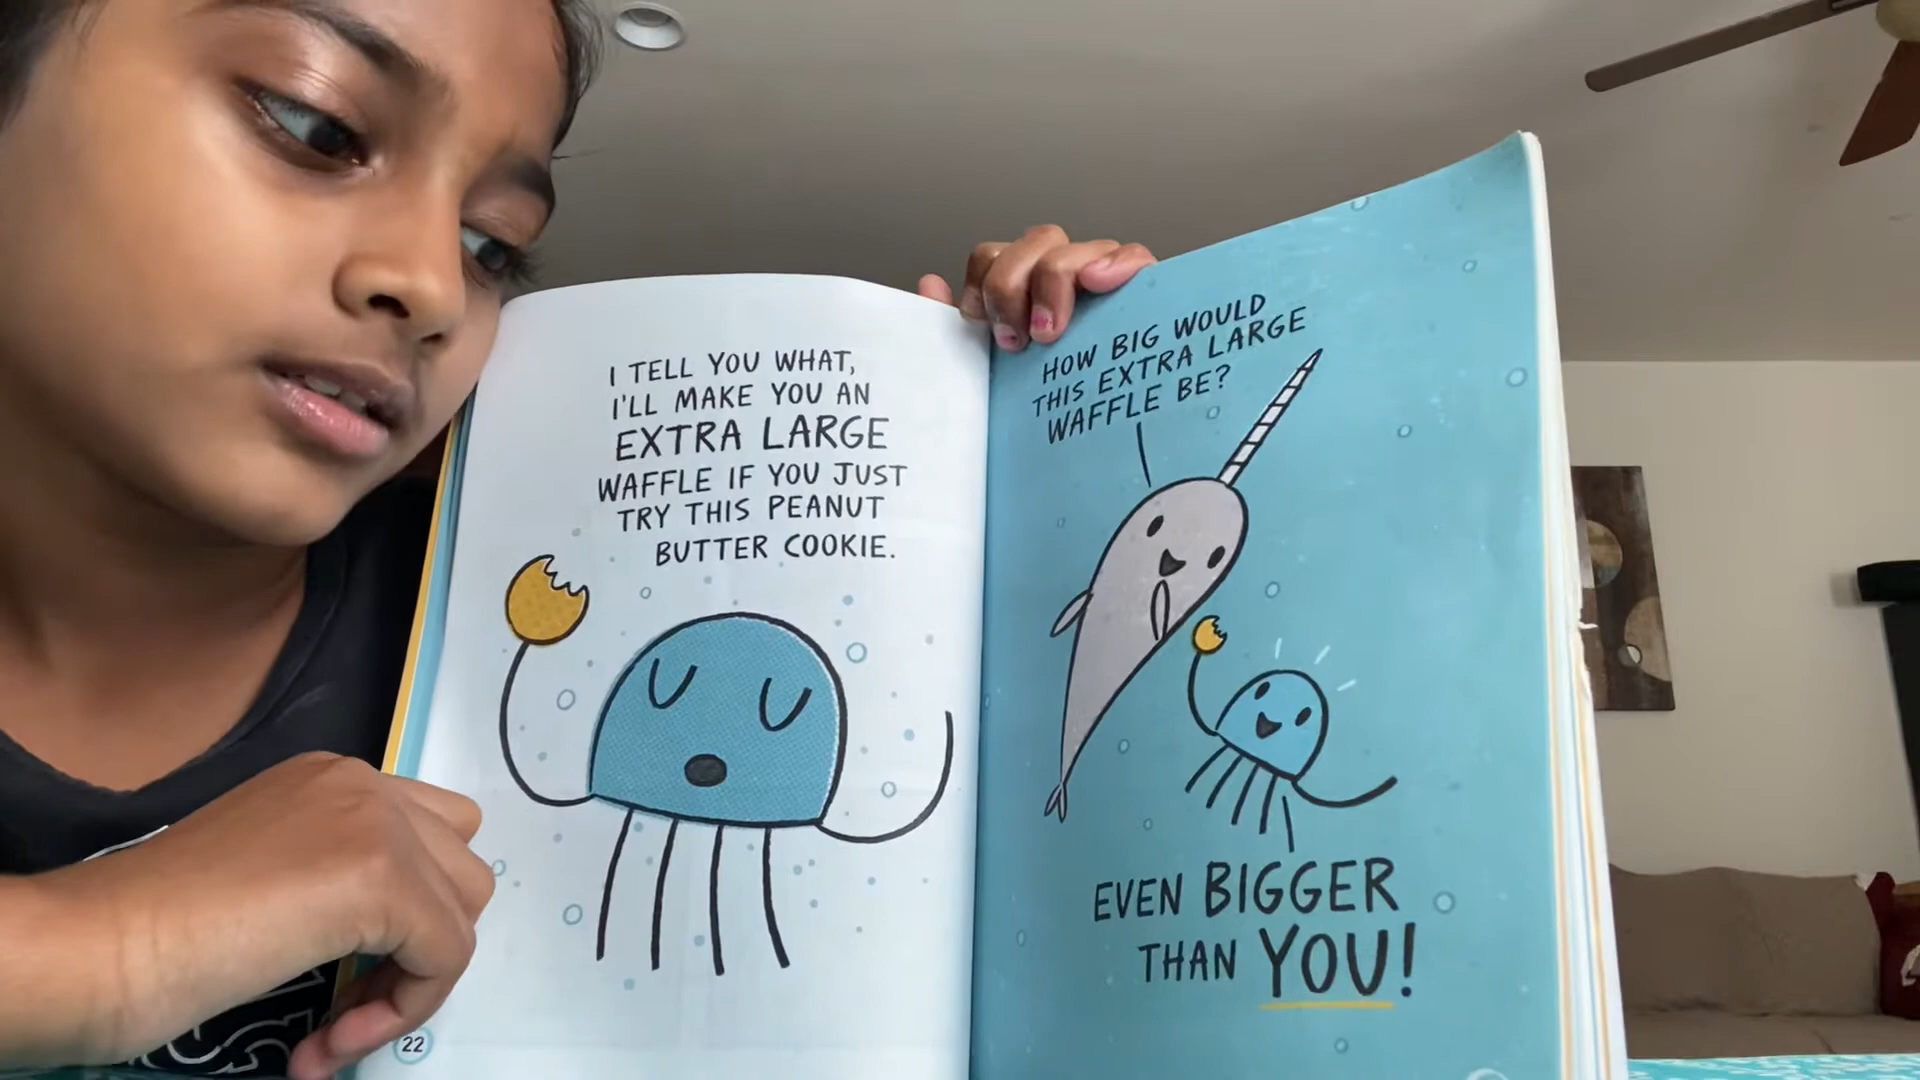 I TELL YOU WHAT,
I'LL MAKE YOU AN
EXTRA LARGE
WAFFLE IF YOU JUST
TRY THIS PEANUT
BUTTER COOKIE.
22
HOW BIG WOULD
THIS EXTRA LARGE
WAFFLE BE?
EVEN BIGGER
THAN YOU!